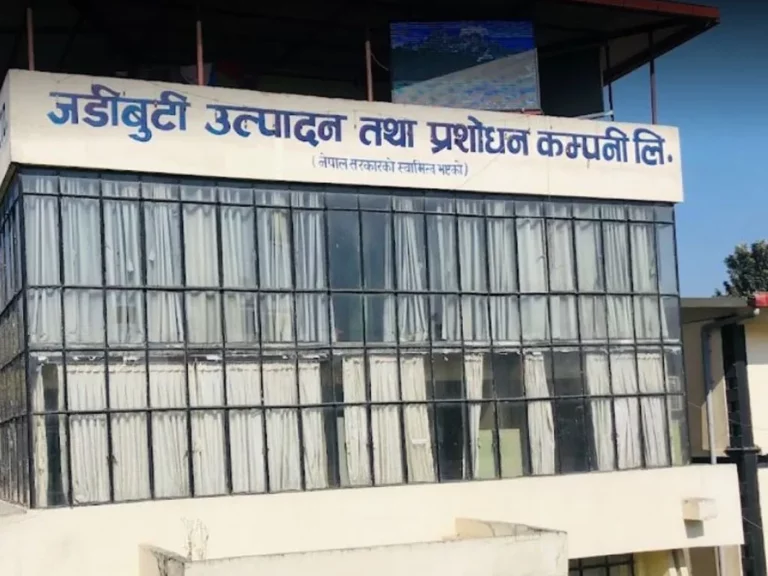 जडीबुटी उत्पादन तथा प्रशोधन कम्पनी लि.
(नेपाल सरकारको स्वामित्व भएको)